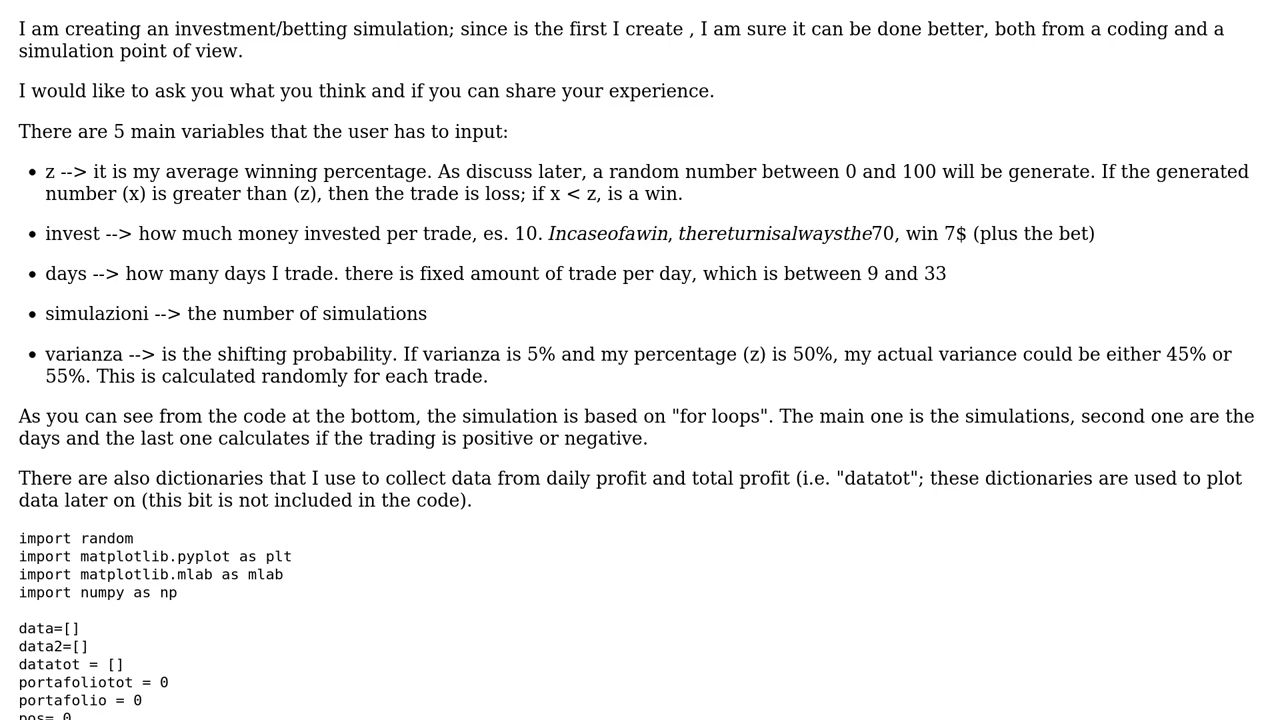 I am creating an investment/betting simulation; since is the first I create , I am sure it can be done better, both from a coding and a
simulation point of view.
I would like to ask you what you think and if you can share your experience.
There are 5 main variables that the user has to input:
• z --> it is my average winning percentage. As discuss later, a random number between 0 and 100 will be generate. If the generated
number (x) is greater than (z), then the trade is loss; if x < z, is a win.
• invest --> how much money invested per trade, es. 10. Incaseofawin, thereturnisalwaysthe70, win 7$ (plus the bet)
• days --> how many days I trade. there is fixed amount of trade per day, which is between 9 and 33
• simulazioni --> the number of simulations
• varianza --> is the shifting probability. If varianza is 5% and my percentage (z) is 50%, my actual variance could be either 45% or
55%. This is calculated randomly for each trade.
As you can see from the code at the bottom, the simulation is based on "for loops". The main one is the simulations, second one are the
days and the last one calculates if the trading is positive or negative.
There are also dictionaries that I use to collect data from daily profit and total profit (i.e. "datatot"; these dictionaries are used to plot
data later on (this bit is not included in the code).
import random
import matplotlib.pyplot as plt
import matplotlib.mlab as mlab
import numpy as np
data=[]
data2=[]
datatot = []
portafoliotot = 0
portafolio = 0
pos= 0